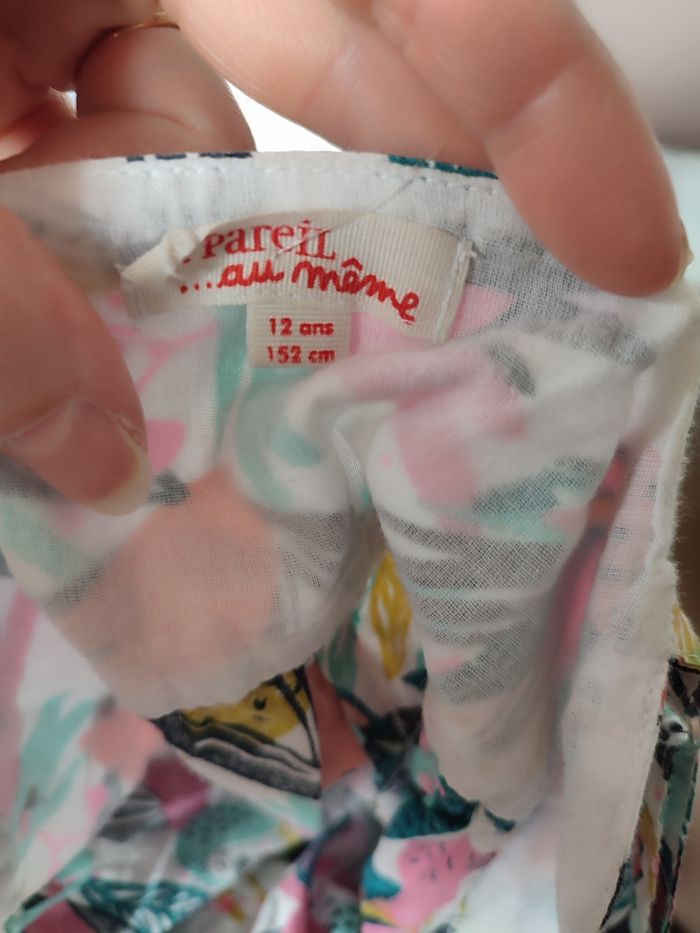 Pareil
...au même
12 ans
152 cm